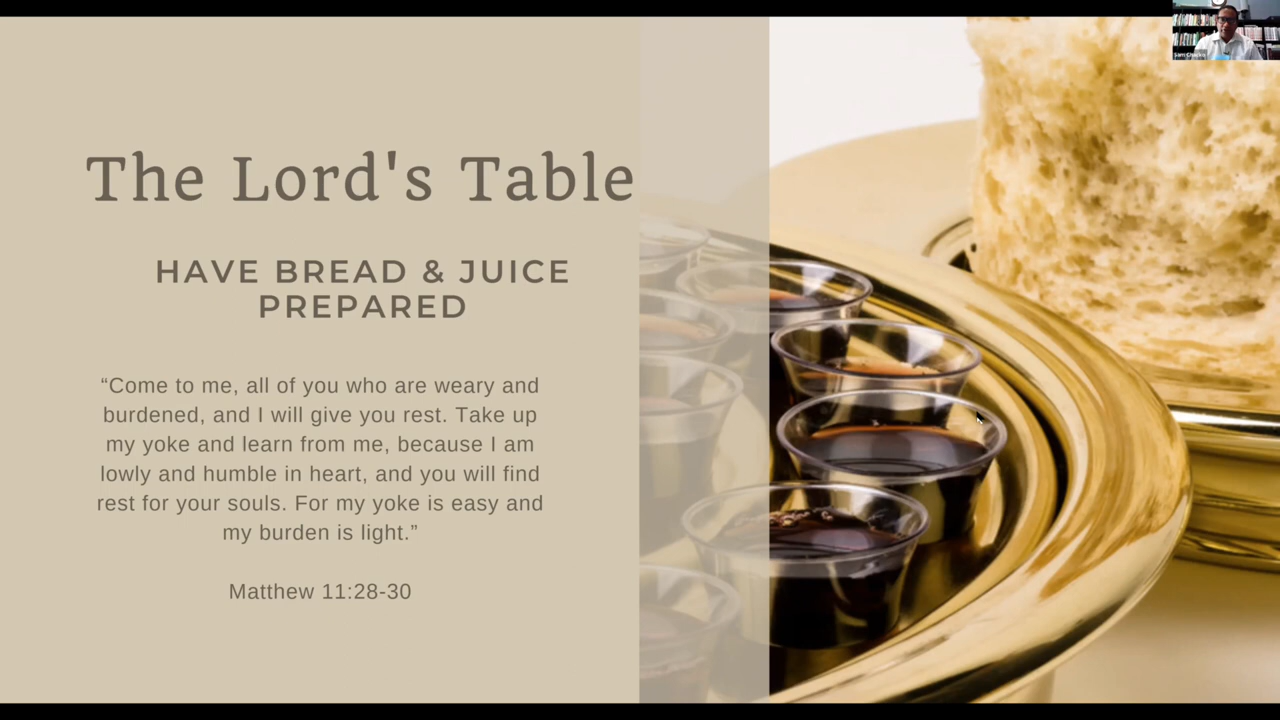 The Lord's Table
HAVE BREAD & JUICE
PREPARED
“Come to me, all of you who are weary and
burdened, and I will give you rest. Take up
my yoke and learn from me, because I am
lowly and humble in heart, and you will find
rest for your souls. For my yoke is easy and
my burden is light.”
Matthew 11:28-30